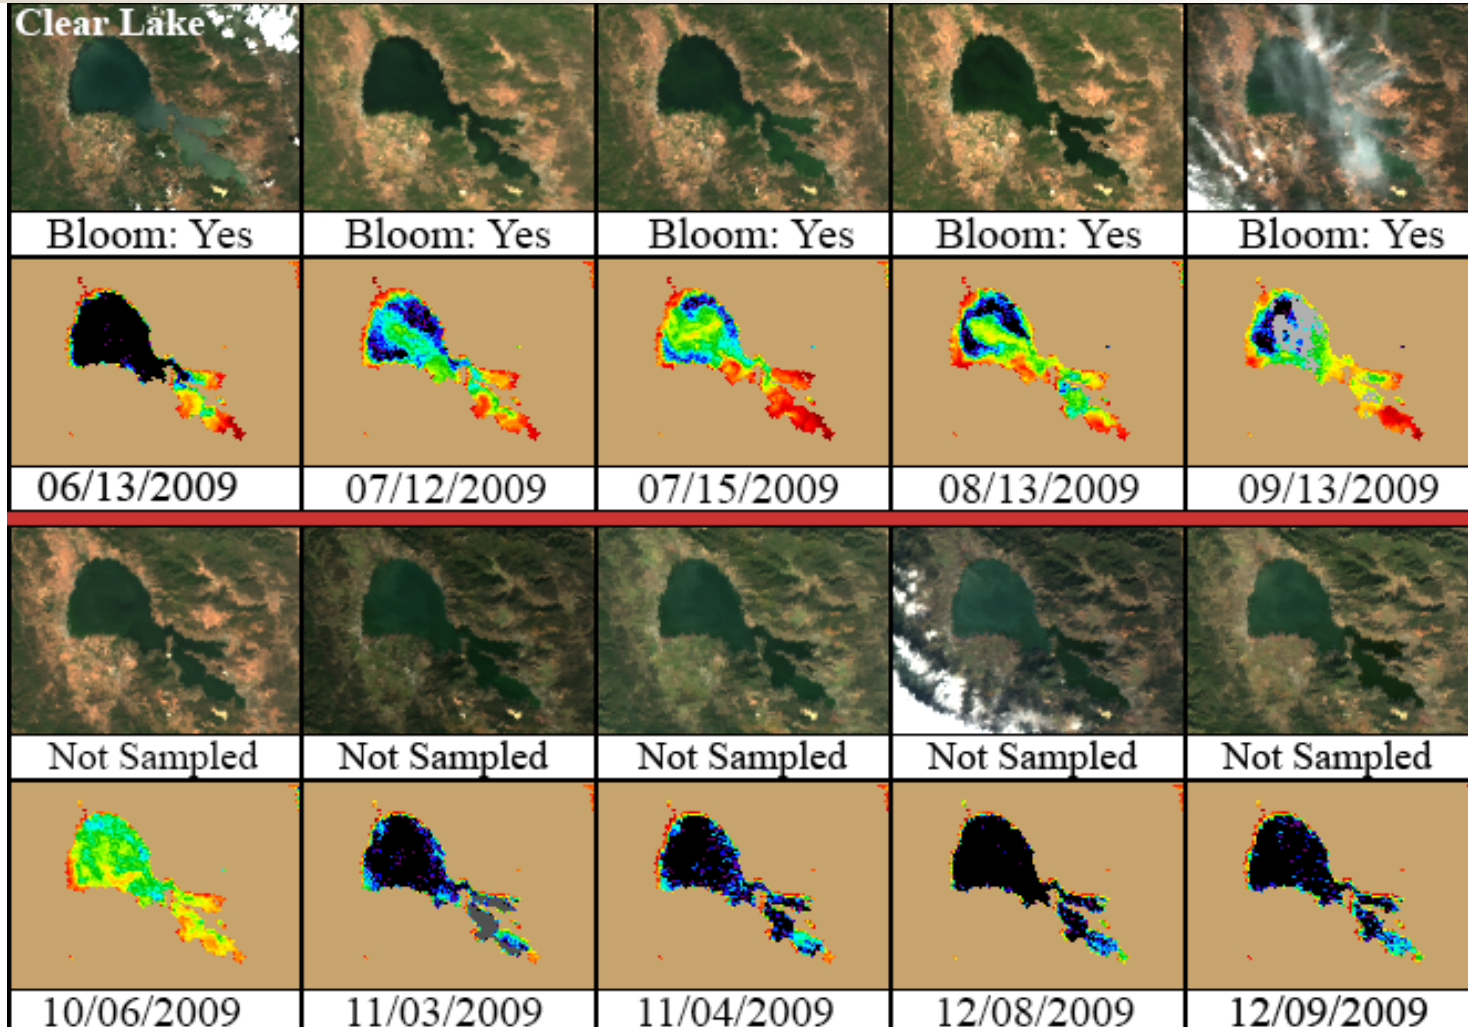 Clear Lake
Bloom: Yes Bloom: Yes Bloom: Yes Bloom: Yes Bloom: Yes
06/13/2009 07/12/2009 07/15/2009 08/13/2009 09/13/2009
Not Sampled Not Sampled Not Sampled Not Sampled Not Sampled
10/06/2009 11/03/2009 11/04/2009 12/08/2009 12/09/2009